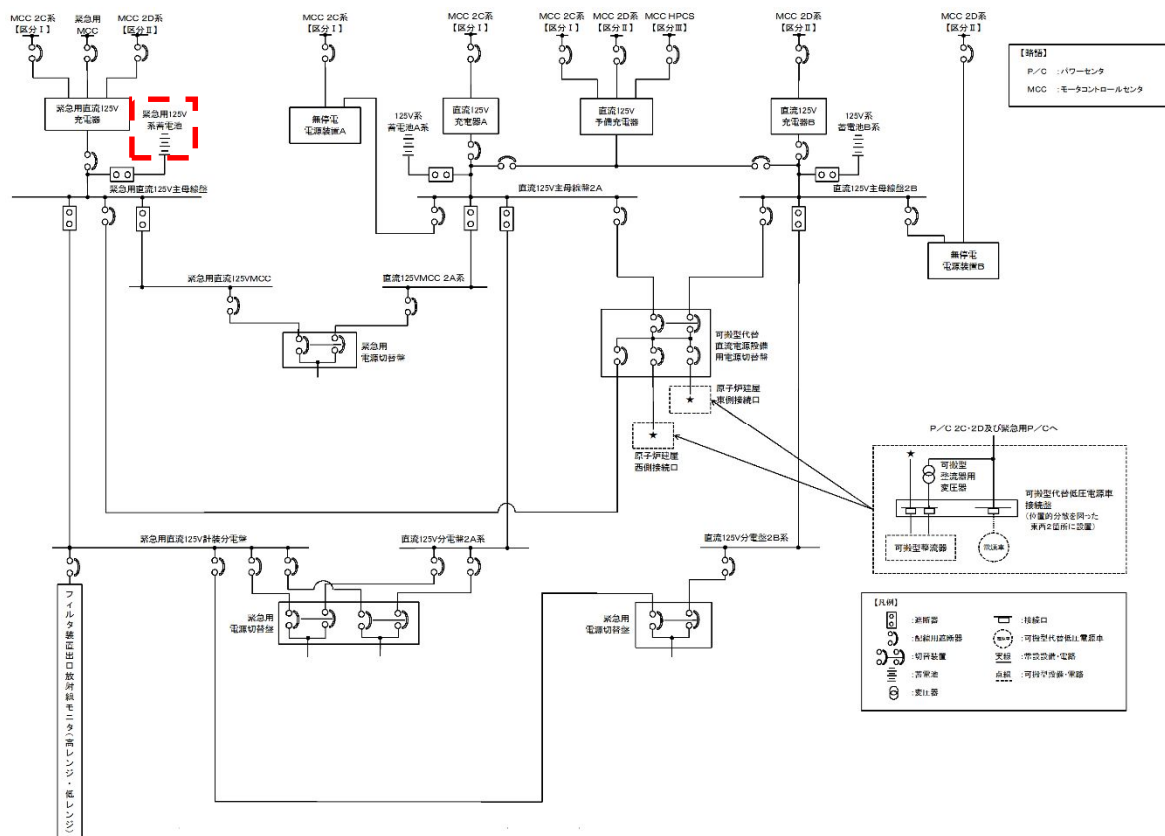 MCC 2C系
【区分Ⅰ】
緊急用
MCC
MCC 2D系
【区分Ⅱ】
MCC 2C系
【区分Ⅰ】
MCC 2C系
【区分Ⅰ】
MCC 2C系
【区分Ⅰ】
MCC 2D系
【区分Ⅱ】
MCC HPCS
【区分Ⅲ】
MCC 2D系
【区分Ⅱ】
MCC 2D系
【区分Ⅱ】
【略語】
P/C :パワーセンタ
MCC :モータコントロールセンタ
緊急用直流125V
充電器
緊急用125V
系蓄電池
無停電
電源装置A
125V系
蓄電池A系
直流125V
充電器A
直流125V
予備充電器
直流125V
充電器B
125V系
蓄電池B系
緊急用直流125V主母線盤
直流125V主母線盤2A
直流125V主母線盤2B
無停電
電源装置B
緊急用直流125VMCC
直流125VMCC 2A系
緊急用
電源切替盤
可搬型代替
直流電源設備
用電源切替盤
原子炉建屋
東側接続口
★
★
原子炉建屋
西側接続口
P/C 2C・2D及び緊急用P/Cへ
★
可搬型
整流器用
変圧器
可搬型代替低圧電源車
接続盤
(位置的分散を図った
東西2箇所に設置)
可搬型整流器
電源車
緊急用直流125V計装分電盤
直流125V分電盤2A系
直流125V分電盤2B系
緊急用
電源切替盤
緊急用
電源切替盤
フィルタ装置出口放射線モニタ(高レンジ・低レンジ)
【凡例】
:遮断器
:配線用遮断器
:切替装置
:蓄電池
:変圧器
:接続口
:可搬型代替低圧電源車
実線 :常設設備・電路
点線 :可搬型設備・電路